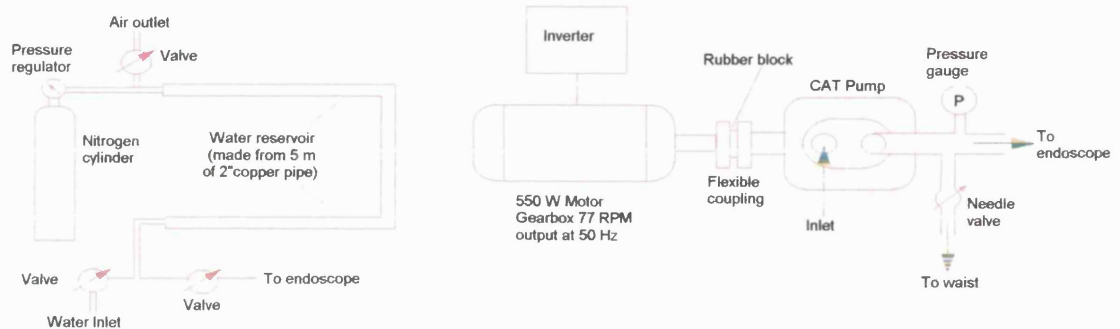 Air outlet
Valve
Pressure
regulator
Nitrogen
cylinder
Water reservoir
(made from 5 m
of 2"copper pipe)
Valve
Water Inlet
Valve
To endoscope
Inverter
Rubber block
Flexible
coupling
550 W Motor
Gearbox 77 RPM
output at 50 Hz
CAT Pump
Inlet
Pressure
gauge
P
To
endoscope
Needle
valve
To waist